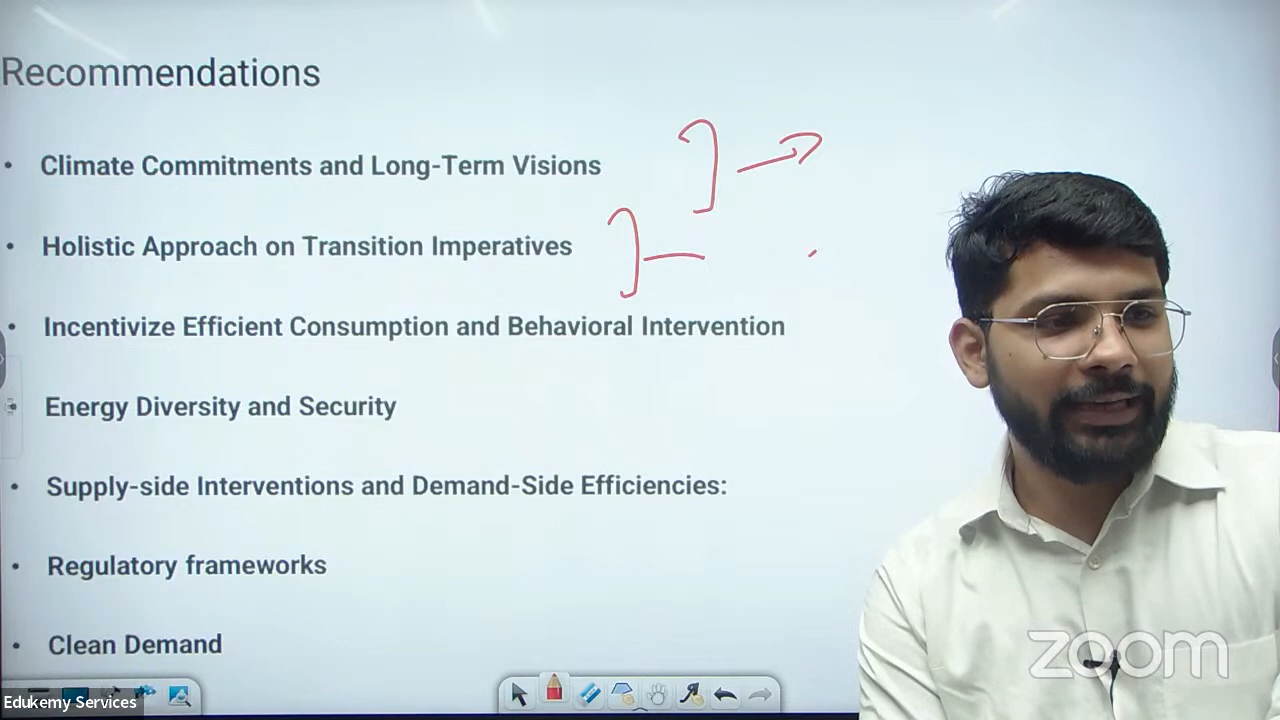 Recommendations
• Climate Commitments and Long-Term Visions
• Holistic Approach on Transition Imperatives
• Incentivize Efficient Consumption and Behavioral Intervention
• Energy Diversity and Security
• Supply-side Interventions and Demand-Side Efficiencies:
• Regulatory frameworks
• Clean Demand
zoom
Edukemy Services